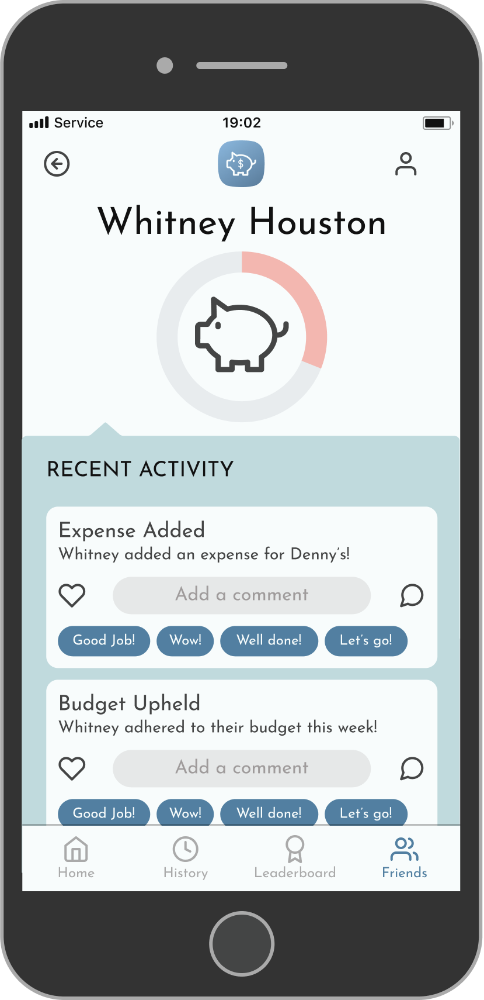 Service 19:02
$
Whitney Houston
RECENT ACTIVITY
Expense Added
Whitney added an expense for Denny's!
Add a comment
Good Job! Wow! Well done! Let's go!
Budget Upheld
Whitney adhered to their budget this week!
Add a comment
Good Job! Wow! Well done! Let's go!
Home History Leaderboard Friends